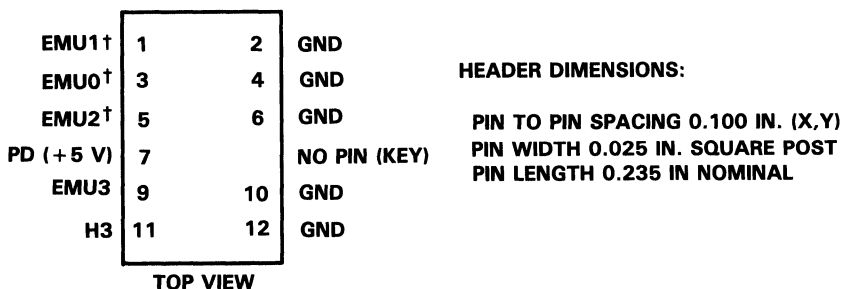 EMU1† 1 2 GND
EMU0† 3 4 GND
EMU2† 5 6 GND
PD (+5 V) 7 NO PIN (KEY)
EMU3 9 10 GND
H3 11 12 GND
TOP VIEW
HEADER DIMENSIONS:
PIN TO PIN SPACING 0.100 IN. (X,Y)
PIN WIDTH 0.025 IN. SQUARE POST
PIN LENGTH 0.235 IN NOMINAL